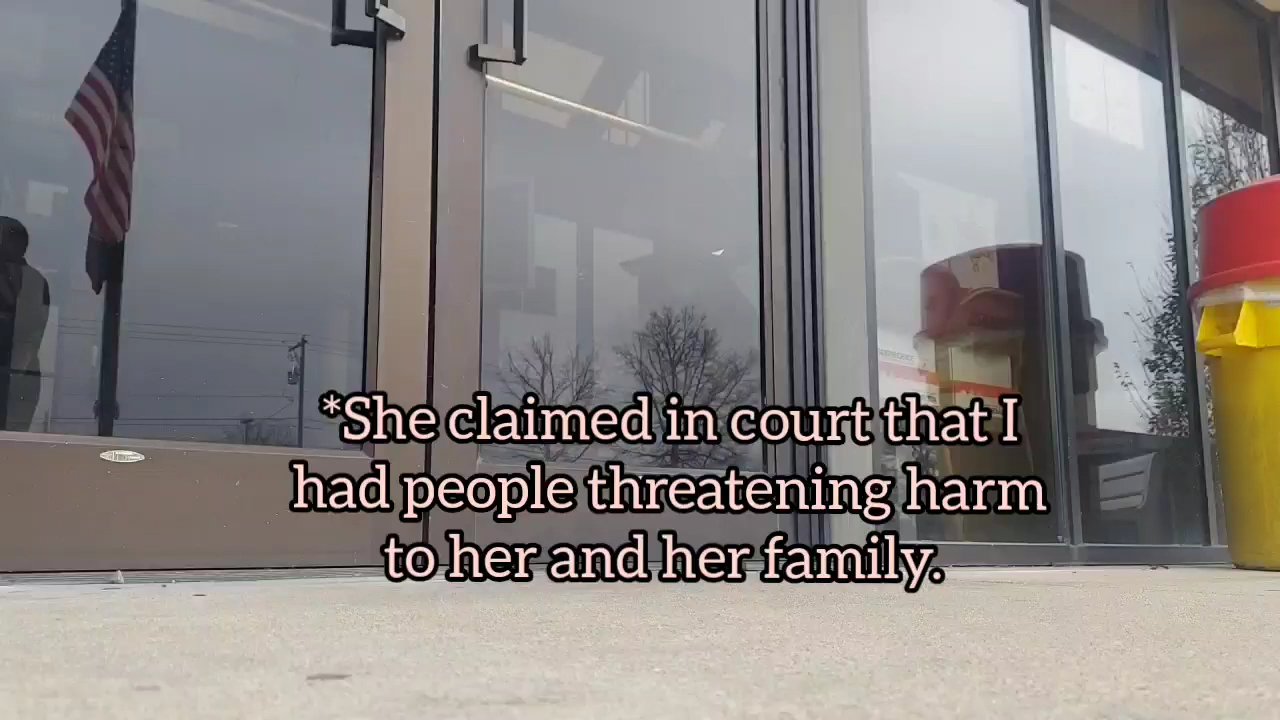 *She claimed in court that I
had people threatening harm
to her and her family.